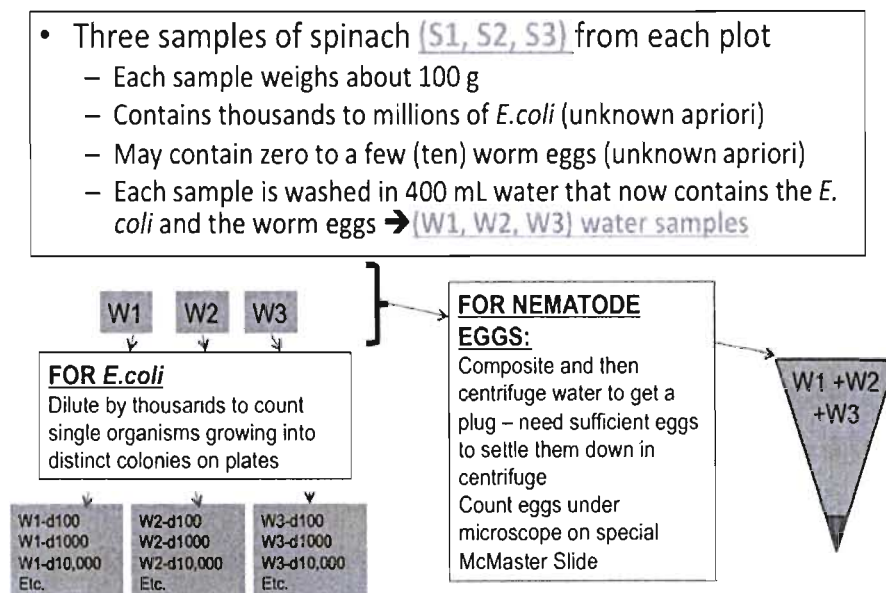 • Three samples of spinach (S1, S2, S3) from each plot
– Each sample weighs about 100 g
– Contains thousands to millions of E.coli (unknown apriori)
– May contain zero to a few (ten) worm eggs (unknown apriori)
– Each sample is washed in 400 mL water that now contains the E.
coli and the worm eggs ➔(W1, W2, W3) water samples
W1 W2 W3
FOR E.coli
Dilute by thousands to count
single organisms growing into
distinct colonies on plates
W1-d100
W1-d1000
W1-d10,000
Etc.
W2-d100
W2-d1000
W2-d10,000
Etc.
W3-d100
W3-d1000
W3-d10,000
Etc.
FOR NEMATODE
EGGS:
Composite and then
centrifuge water to get a
plug – need sufficient eggs
to settle them down in
centrifuge
Count eggs under
microscope on special
McMaster Slide
W1 +W2
+W3